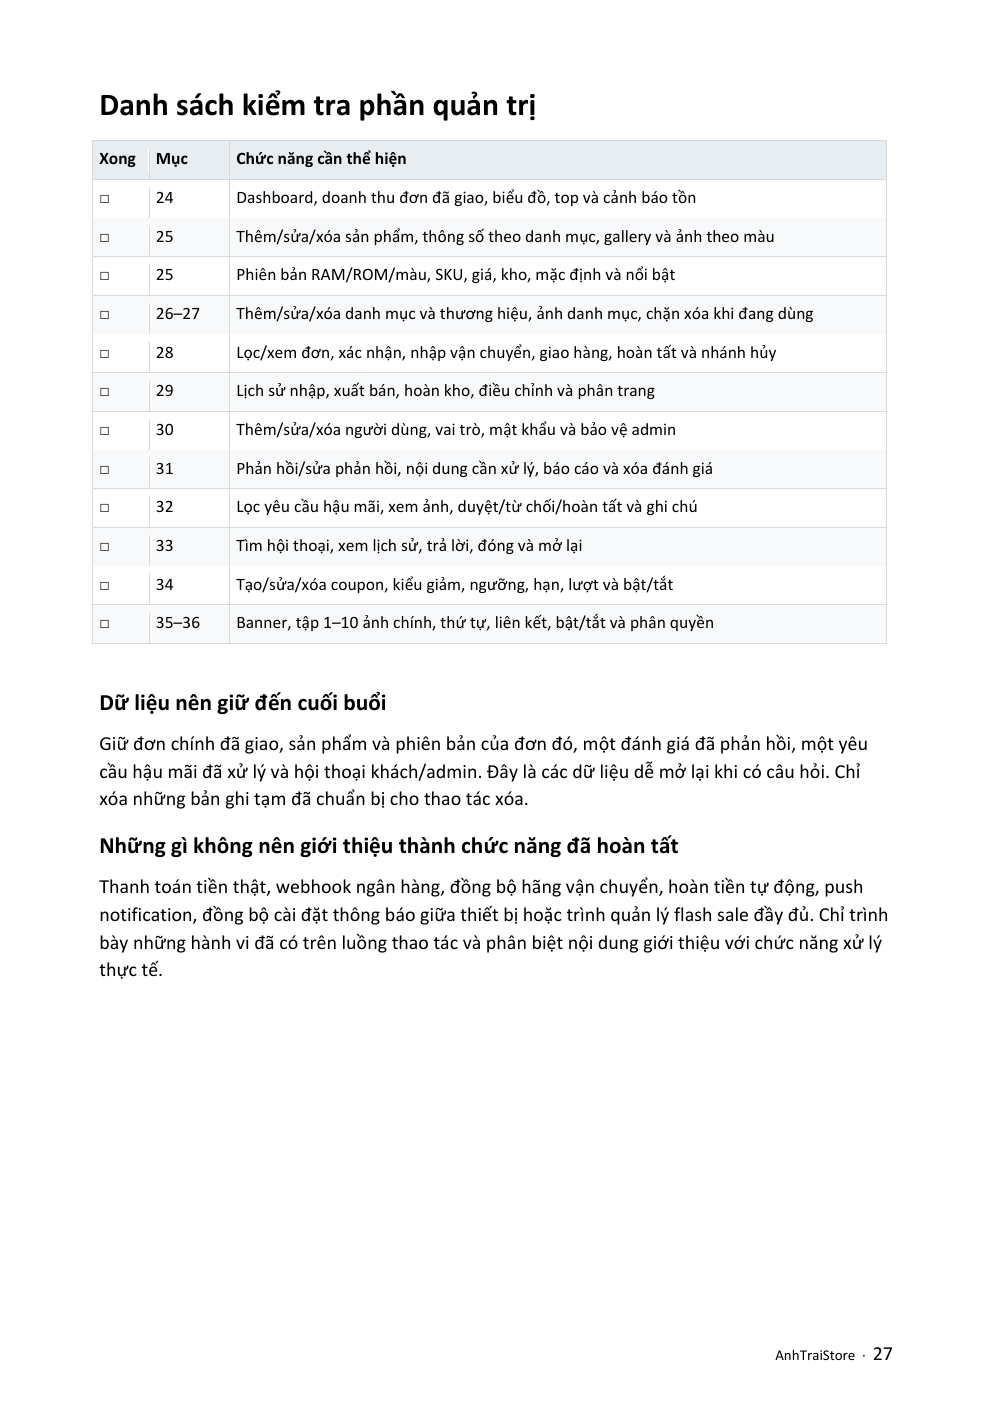 Danh sách kiểm tra phần quản trị
Xong Mục Chức năng cần thể hiện
□ 24 Dashboard, doanh thu đơn đã giao, biểu đồ, top và cảnh báo tồn
□ 25 Thêm/sửa/xóa sản phẩm, thông số theo danh mục, gallery và ảnh theo màu
□ 25 Phiên bản RAM/ROM/màu, SKU, giá, kho, mặc định và nổi bật
□ 26–27 Thêm/sửa/xóa danh mục và thương hiệu, ảnh danh mục, chặn xóa khi đang dùng
□ 28 Lọc/xem đơn, xác nhận, nhập vận chuyển, giao hàng, hoàn tất và nhánh hủy
□ 29 Lịch sử nhập, xuất bán, hoàn kho, điều chỉnh và phân trang
□ 30 Thêm/sửa/xóa người dùng, vai trò, mật khẩu và bảo vệ admin
□ 31 Phản hồi/sửa phản hồi, nội dung cần xử lý, báo cáo và xóa đánh giá
□ 32 Lọc yêu cầu hậu mãi, xem ảnh, duyệt/từ chối/hoàn tất và ghi chú
□ 33 Tìm hội thoại, xem lịch sử, trả lời, đóng và mở lại
□ 34 Tạo/sửa/xóa coupon, kiểu giảm, ngưỡng, hạn, lượt và bật/tắt
□ 35–36 Banner, tập 1–10 ảnh chính, thứ tự, liên kết, bật/tắt và phân quyền
Dữ liệu nên giữ đến cuối buổi
Giữ đơn chính đã giao, sản phẩm và phiên bản của đơn đó, một đánh giá đã phản hồi, một yêu
cầu hậu mãi đã xử lý và hội thoại khách/admin. Đây là các dữ liệu dễ mở lại khi có câu hỏi. Chỉ
xóa những bản ghi tạm đã chuẩn bị cho thao tác xóa.
Những gì không nên giới thiệu thành chức năng đã hoàn tất
Thanh toán tiền thật, webhook ngân hàng, đồng bộ hãng vận chuyển, hoàn tiền tự động, push
notification, đồng bộ cài đặt thông báo giữa thiết bị hoặc trình quản lý flash sale đầy đủ. Chỉ trình
bày những hành vi đã có trên luồng thao tác và phân biệt nội dung giới thiệu với chức năng xử lý
thực tế.
AnhTraiStore · 27